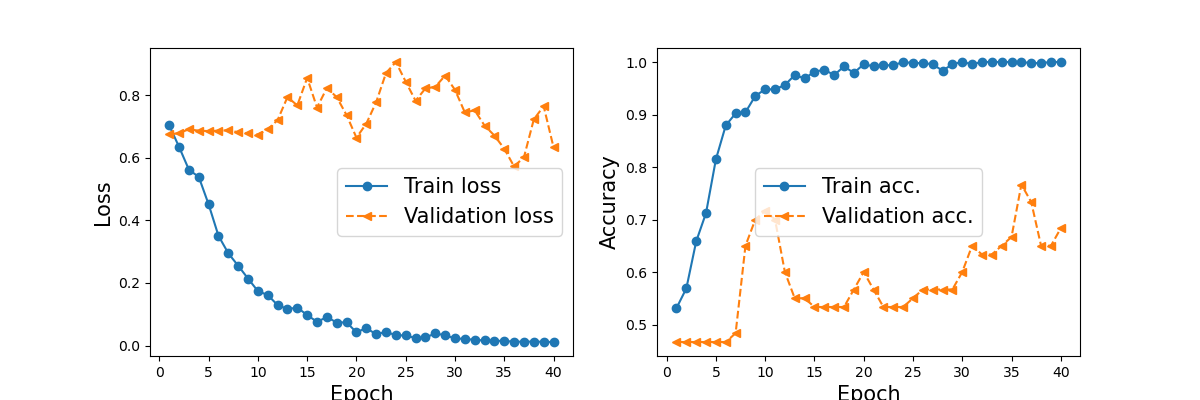 Loss
0.8
0.6
0.4
0.2
0.0
Train loss
Validation loss
0 5 10 15 20 25 30 35 40
Epoch
Accuracy
1.0
0.9
0.8
0.7
0.6
0.5
Train acc.
Validation acc.
0 5 10 15 20 25 30 35 40
Epoch